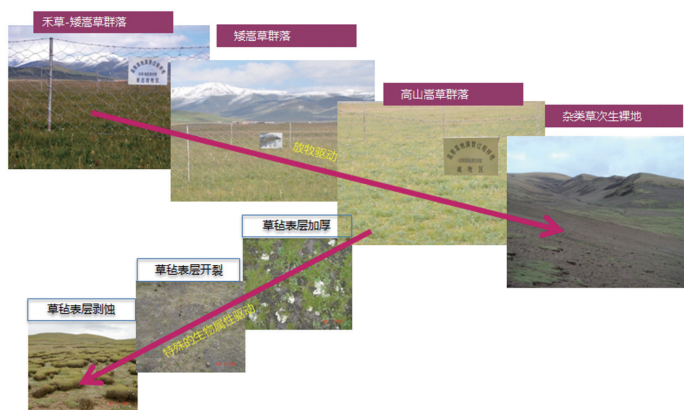 禾草-矮嵩草群落
矮嵩草群落
高山嵩草群落
杂类草次生裸地
放牧驱动
草毡表层加厚
草毡表层开裂
草毡表层剥蚀
特殊的生物属性驱动